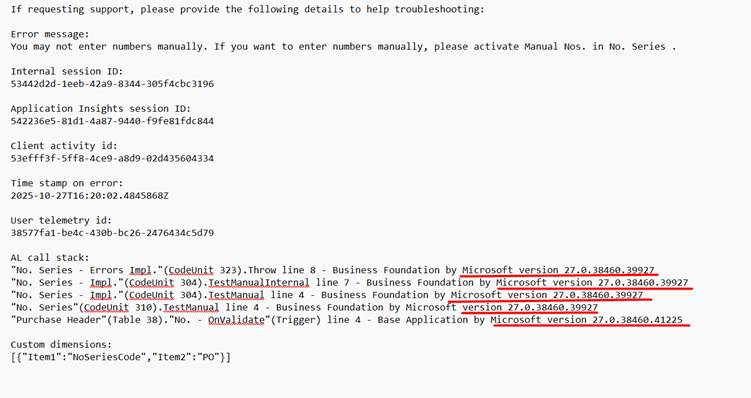 If requesting support, please provide the following details to help troubleshooting:
Error message:
You may not enter numbers manually. If you want to enter numbers manually, please activate Manual Nos. in No. Series .
Internal session ID:
53442d2d-1eeb-42a9-8344-305f4cbc3196
Application Insights session ID:
542236e5-81d1-4a87-9440-f9fe81fdc844
Client activity id:
53efff3f-5ff8-4ce9-a8d9-02d435604334
Time stamp on error:
2025-10-27T16:20:02.4845868Z
User telemetry id:
38577fa1-be4c-430b-bc26-2476434c5d79
AL call stack:
"No. Series - Errors Impl."(CodeUnit 323).Throw line 8 - Business Foundation by Microsoft version 27.0.38460.39927
"No. Series - Impl."(CodeUnit 304).TestManualInternal line 7 - Business Foundation by Microsoft version 27.0.38460.39927
"No. Series - Impl."(CodeUnit 304).TestManual line 4 - Business Foundation by Microsoft version 27.0.38460.39927
"No. Series"(CodeUnit 310).TestManual line 4 - Business Foundation by Microsoft version 27.0.38460.39927
"Purchase Header"(Table 38)."No. - OnValidate"(Trigger) line 4 - Base Application by Microsoft version 27.0.38460.41225
Custom dimensions:
[{"Item1":"NoSeriesCode","Item2":"PO"}]